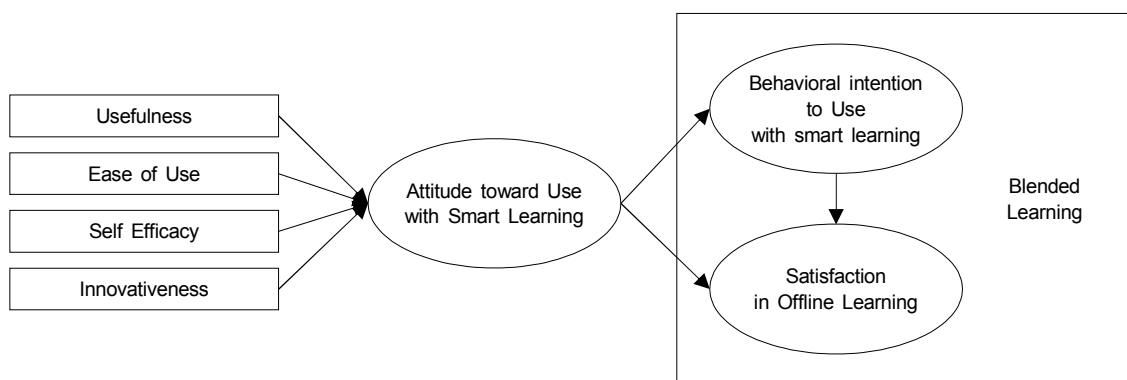 Usefulness
Ease of Use
Self Efficacy
Innovativeness
Attitude toward Use
with Smart Learning
Behavioral intention
to Use
with smart learning
Satisfaction
in Offline Learning
Blended
Learning